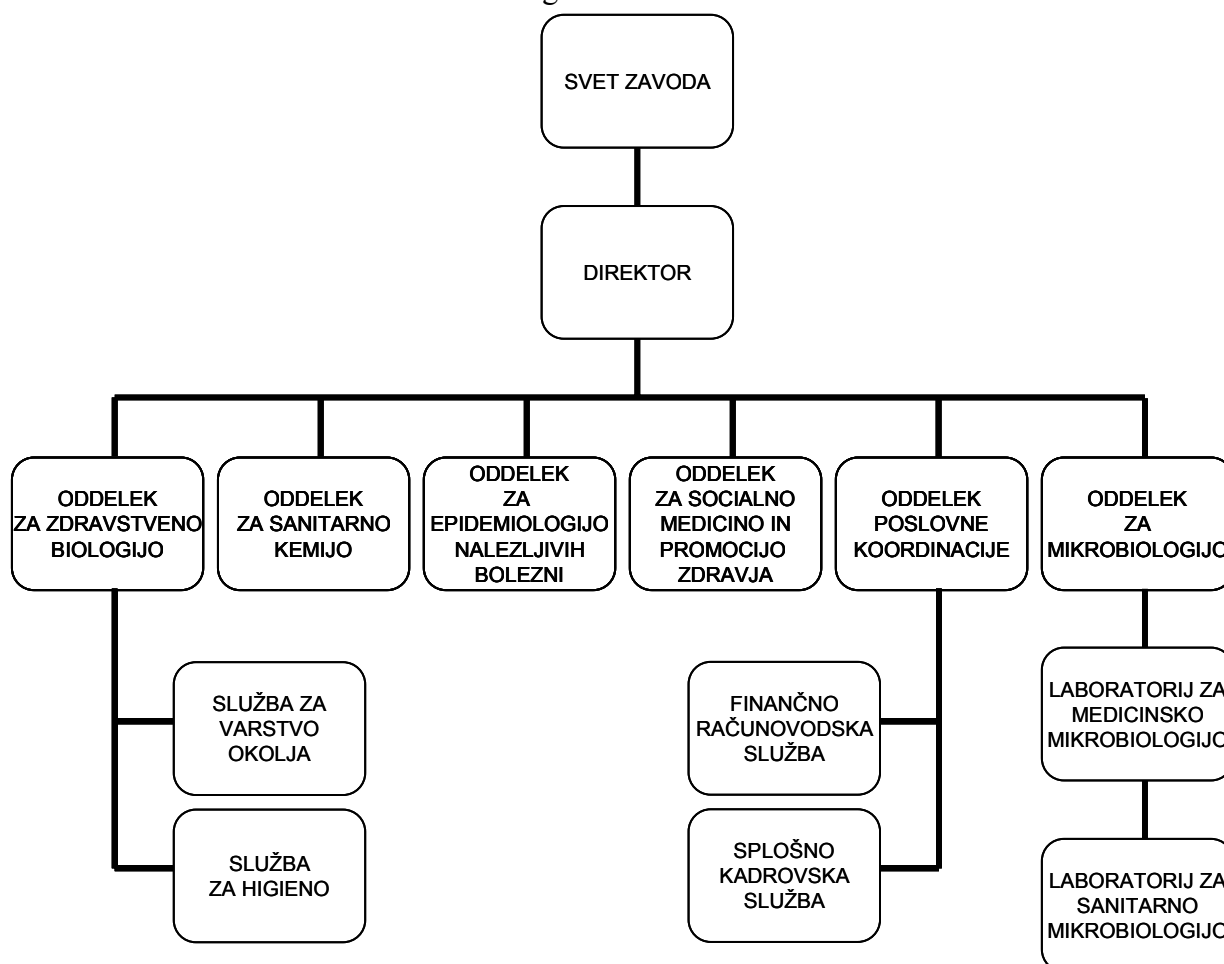 g
SVET ZAVODA
DIREKTOR
ODDELEK
ZA ZDRAVSTVENO
BIOLOGIJO
ODDELEK
ZA SANITARNO
KEMIJO
ODDELEK
ZA
EPIDEMIOLOGIJO
NALEZLJIVIH
BOLEZNI
ODDELEK
ZA SOCIALNO
MEDICINO IN
PROMOCIJO
ZDRAVJA
ODDELEK
POSLOVNE
KOORDINACIJE
ODDELEK
ZA
MIKROBIOLOGIJO
SLUŽBA ZA
VARSTVO
OKOLJA
FINANČNO
RAČUNOVODSKA
SLUŽBA
LABORATORIJ ZA
MEDICINSKO
MIKROBIOLOGIJO
SLUŽBA
ZA HIGIENO
SPLOŠNO
KADROVSKA
SLUŽBA
LABORATORIJ ZA
SANITARNO
MIKROBIOLOGIJO